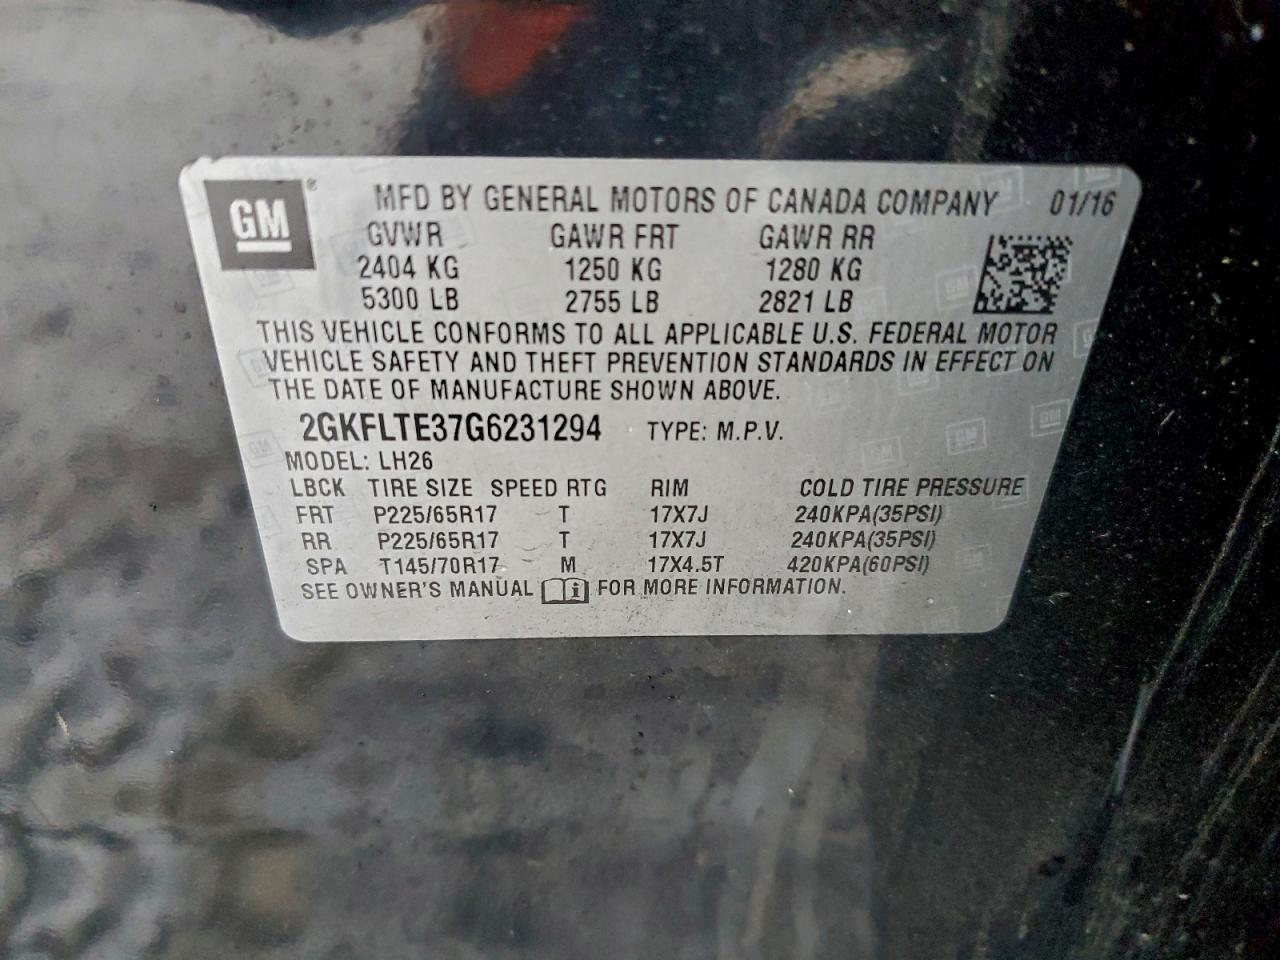 GM® MFD BY GENERAL MOTORS OF CANADA COMPANY 01/16
GVWR GAWR FRT GAWR RR
2404 KG 1250 KG 1280 KG
5300 LB 2755 LB 2821 LB
THIS VEHICLE CONFORMS TO ALL APPLICABLE U.S. FEDERAL MOTOR
VEHICLE SAFETY AND THEFT PREVENTION STANDARDS IN EFFECT ON
THE DATE OF MANUFACTURE SHOWN ABOVE.
2GKFLTE37G6231294 TYPE: M.P.V.
MODEL: LH26
LBCK TIRE SIZE SPEED RTG RIM COLD TIRE PRESSURE
FRT P225/65R17 T 17X7J 240KPA(35PSI)
RR P225/65R17 T 17X7J 240KPA(35PSI)
SPA T145/70R17 M 17X4.5T 420KPA(60PSI)
SEE OWNER'S MANUAL i FOR MORE INFORMATION.